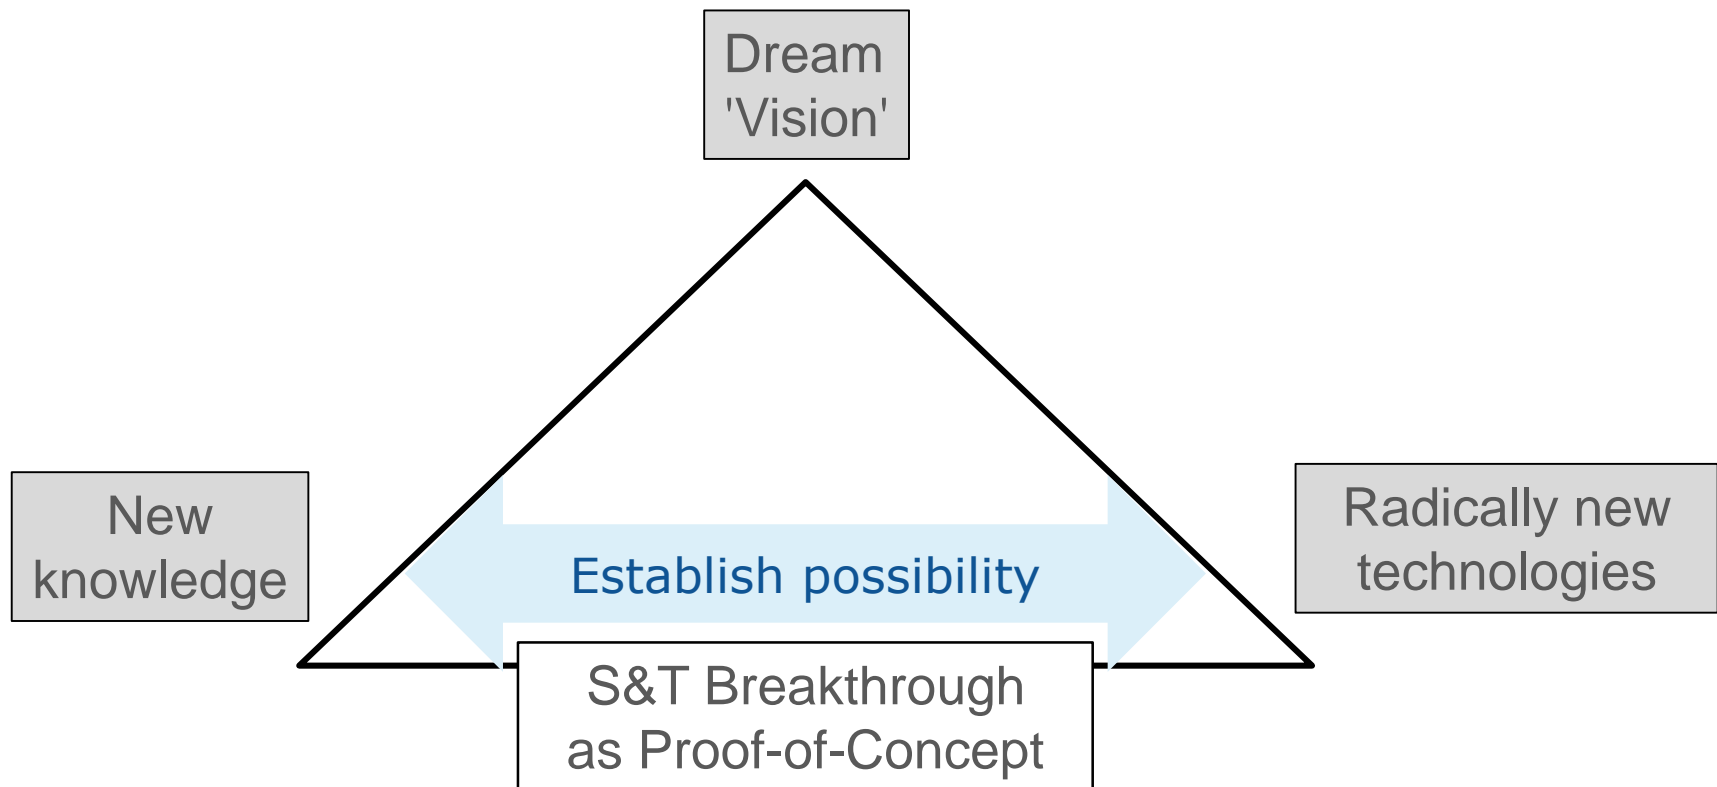 Dream
'Vision'
New
knowledge
Radically new
technologies
Establish possibility
S&T Breakthrough
as Proof-of-Concept